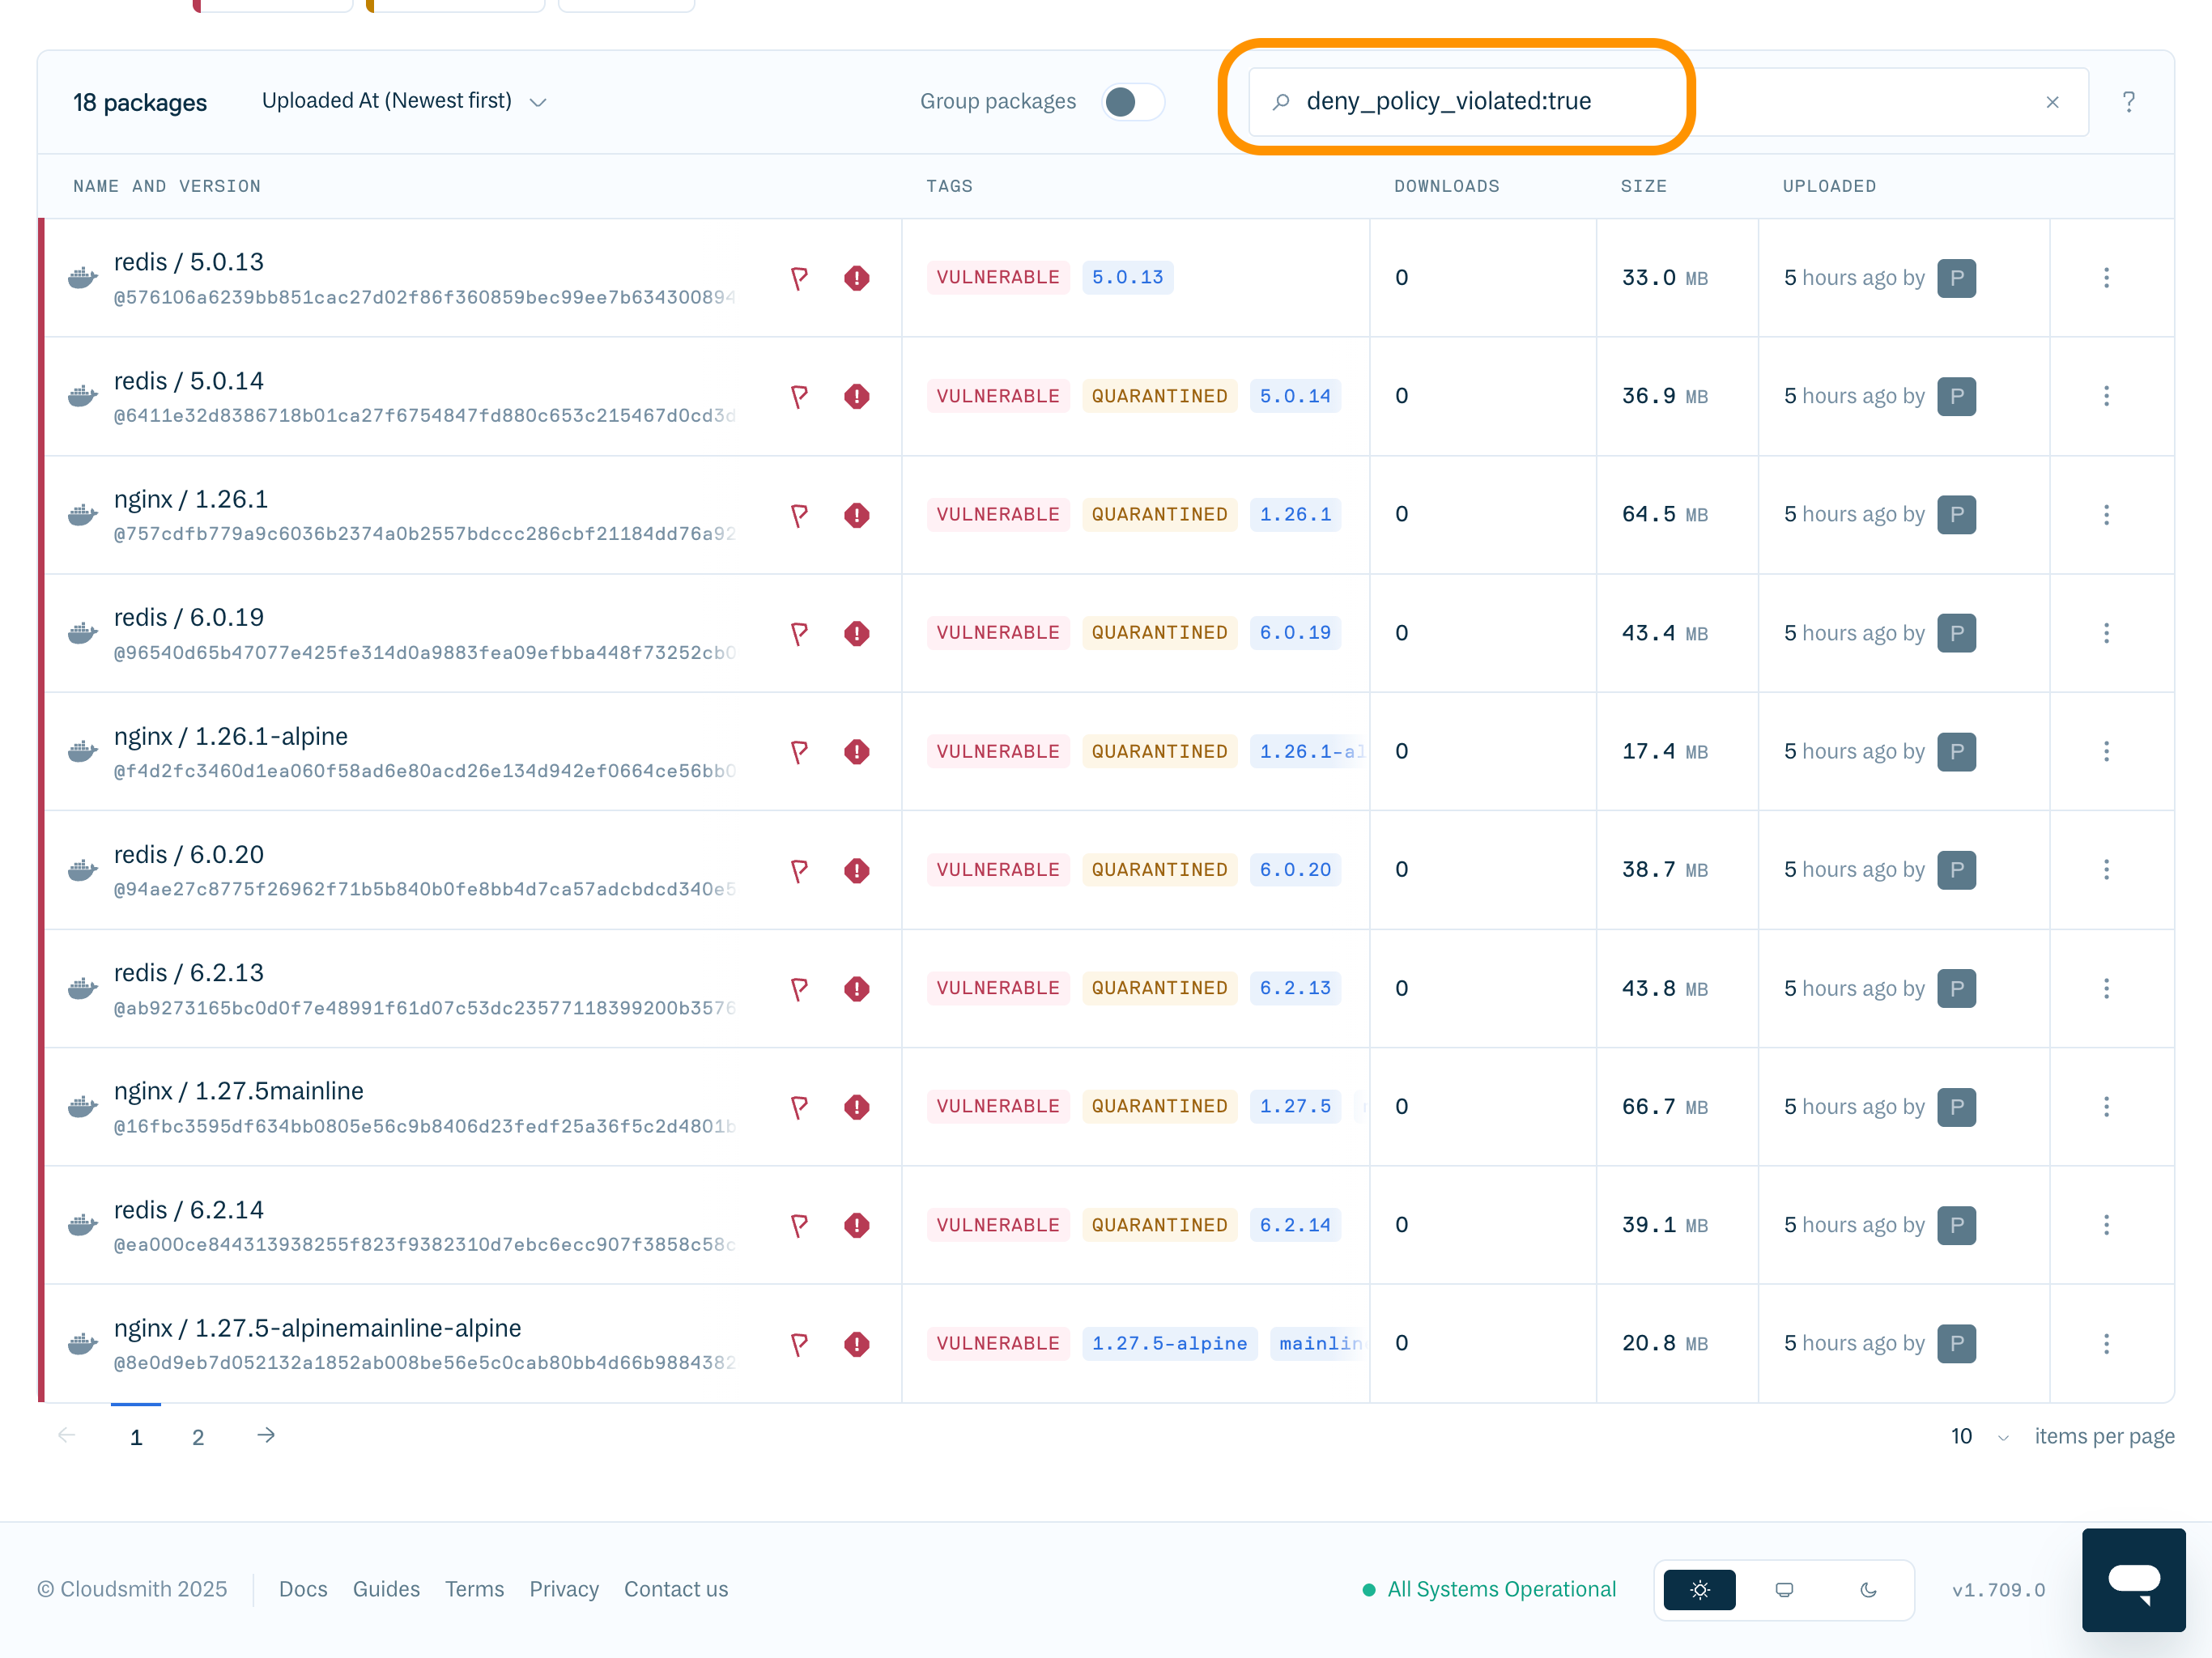 18 packages Uploaded At (Newest first) Group packages deny_policy_violated:true ?
NAME AND VERSION TAGS DOWNLOADS SIZE UPLOADED
redis / 5.0.13
@576106a6239bb851cac27d02f86f360859bec99ee7b634300894
VULNERABLE 5.0.13 0 33.0 MB 5 hours ago by P
redis / 5.0.14
@6411e32d8386718b01ca27f6754847fd880c653c215467d0cd3d
VULNERABLE QUARANTINED 5.0.14 0 36.9 MB 5 hours ago by P
nginx / 1.26.1
@757cdfb779a9c6036b2374a0b2557bdccc286cbf21184dd76a92
VULNERABLE QUARANTINED 1.26.1 0 64.5 MB 5 hours ago by P
redis / 6.0.19
@96540d65b47077e425fe314d0a9883fea09efbba448f73252cb0
VULNERABLE QUARANTINED 6.0.19 0 43.4 MB 5 hours ago by P
nginx / 1.26.1-alpine
@f4d2fc3460d1ea060f58ad6e80acd26e134d942ef0664ce56bb0
VULNERABLE QUARANTINED 1.26.1-al 0 17.4 MB 5 hours ago by P
redis / 6.0.20
@94ae27c8775f26962f71b5b840b0fe8bb4d7ca57adcbdcd340e5
VULNERABLE QUARANTINED 6.0.20 0 38.7 MB 5 hours ago by P
redis / 6.2.13
@ab9273165bc0d0f7e48991f61d07c53dc23577118399200b3576
VULNERABLE QUARANTINED 6.2.13 0 43.8 MB 5 hours ago by P
nginx / 1.27.5mainline
@16fbc3595df634bb0805e56c9b8406d23fedf25a36f5c2d4801b
VULNERABLE QUARANTINED 1.27.5 0 66.7 MB 5 hours ago by P
redis / 6.2.14
@ea000ce844313938255f823f9382310d7ebc6ecc907f3858c58c
VULNERABLE QUARANTINED 6.2.14 0 39.1 MB 5 hours ago by P
nginx / 1.27.5-alpinemainline-alpine
@8e0d9eb7d052132a1852ab008be56e5c0cab80bb4d66b9884382
VULNERABLE 1.27.5-alpine mainlin 0 20.8 MB 5 hours ago by P
1 2 10 items per page
© Cloudsmith 2025 Docs Guides Terms Privacy Contact us All Systems Operational v1.709.0